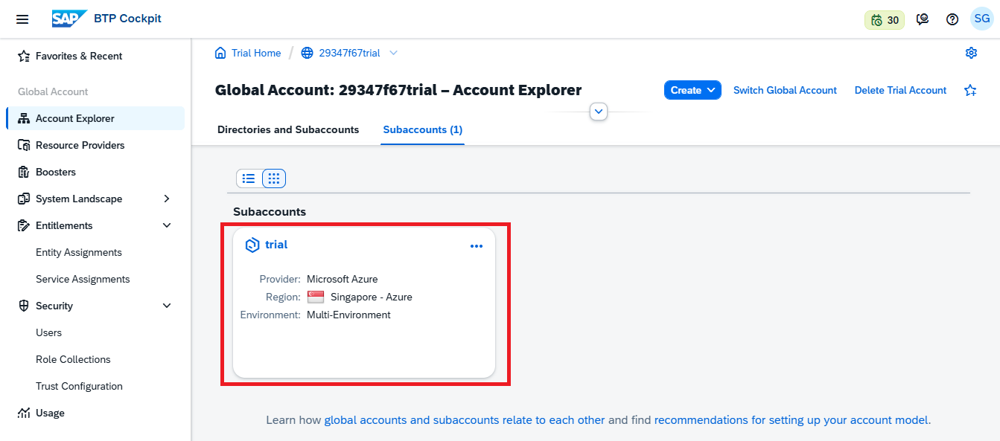 SAP BTP Cockpit
30
SG
Favorites & Recent
Global Account
Account Explorer
Resource Providers
Boosters
System Landscape
Entitlements
Entity Assignments
Service Assignments
Security
Users
Role Collections
Trust Configuration
Usage
Trial Home / 29347f67trial
Global Account: 29347f67trial – Account Explorer
Create
Switch Global Account
Delete Trial Account
Directories and Subaccounts
Subaccounts (1)
Subaccounts
trial
Provider: Microsoft Azure
Region: Singapore - Azure
Environment: Multi-Environment
Learn how global accounts and subaccounts relate to each other and find recommendations for setting up your account model.